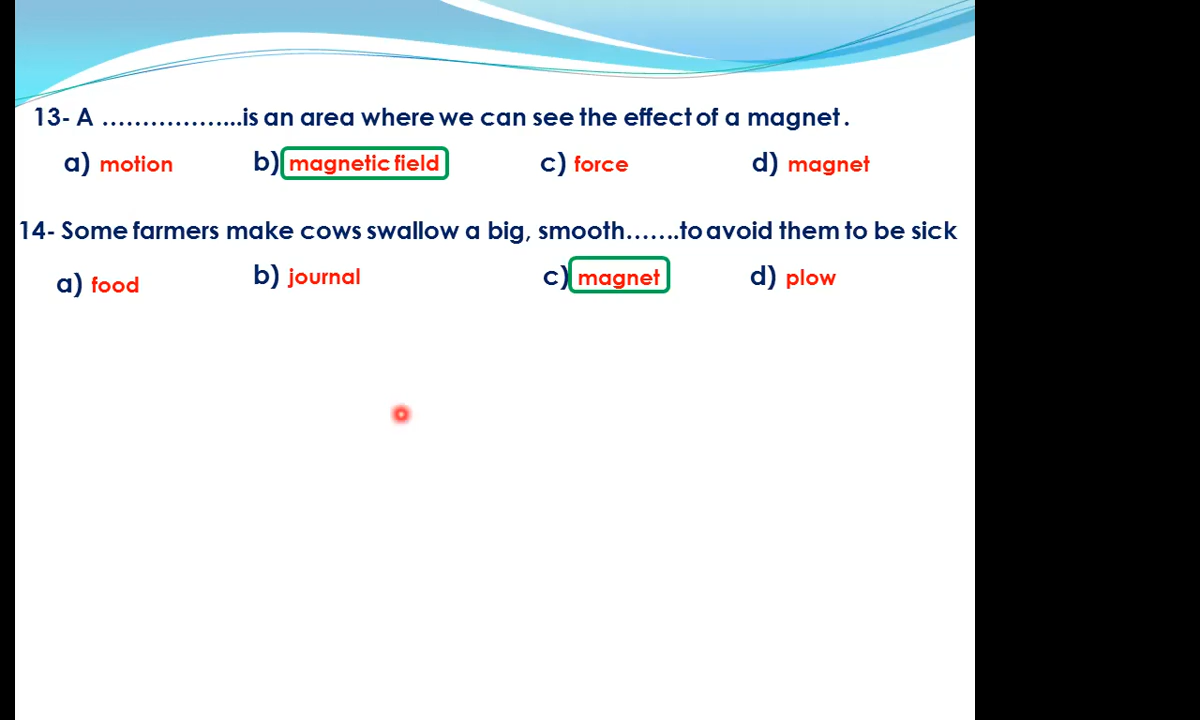 13- A ……………...is an area where we can see the effect of a magnet.
a) motion b) magnetic field c) force d) magnet
14- Some farmers make cows swallow a big, smooth…….to avoid them to be sick
a) food b) journal c) magnet d) plow